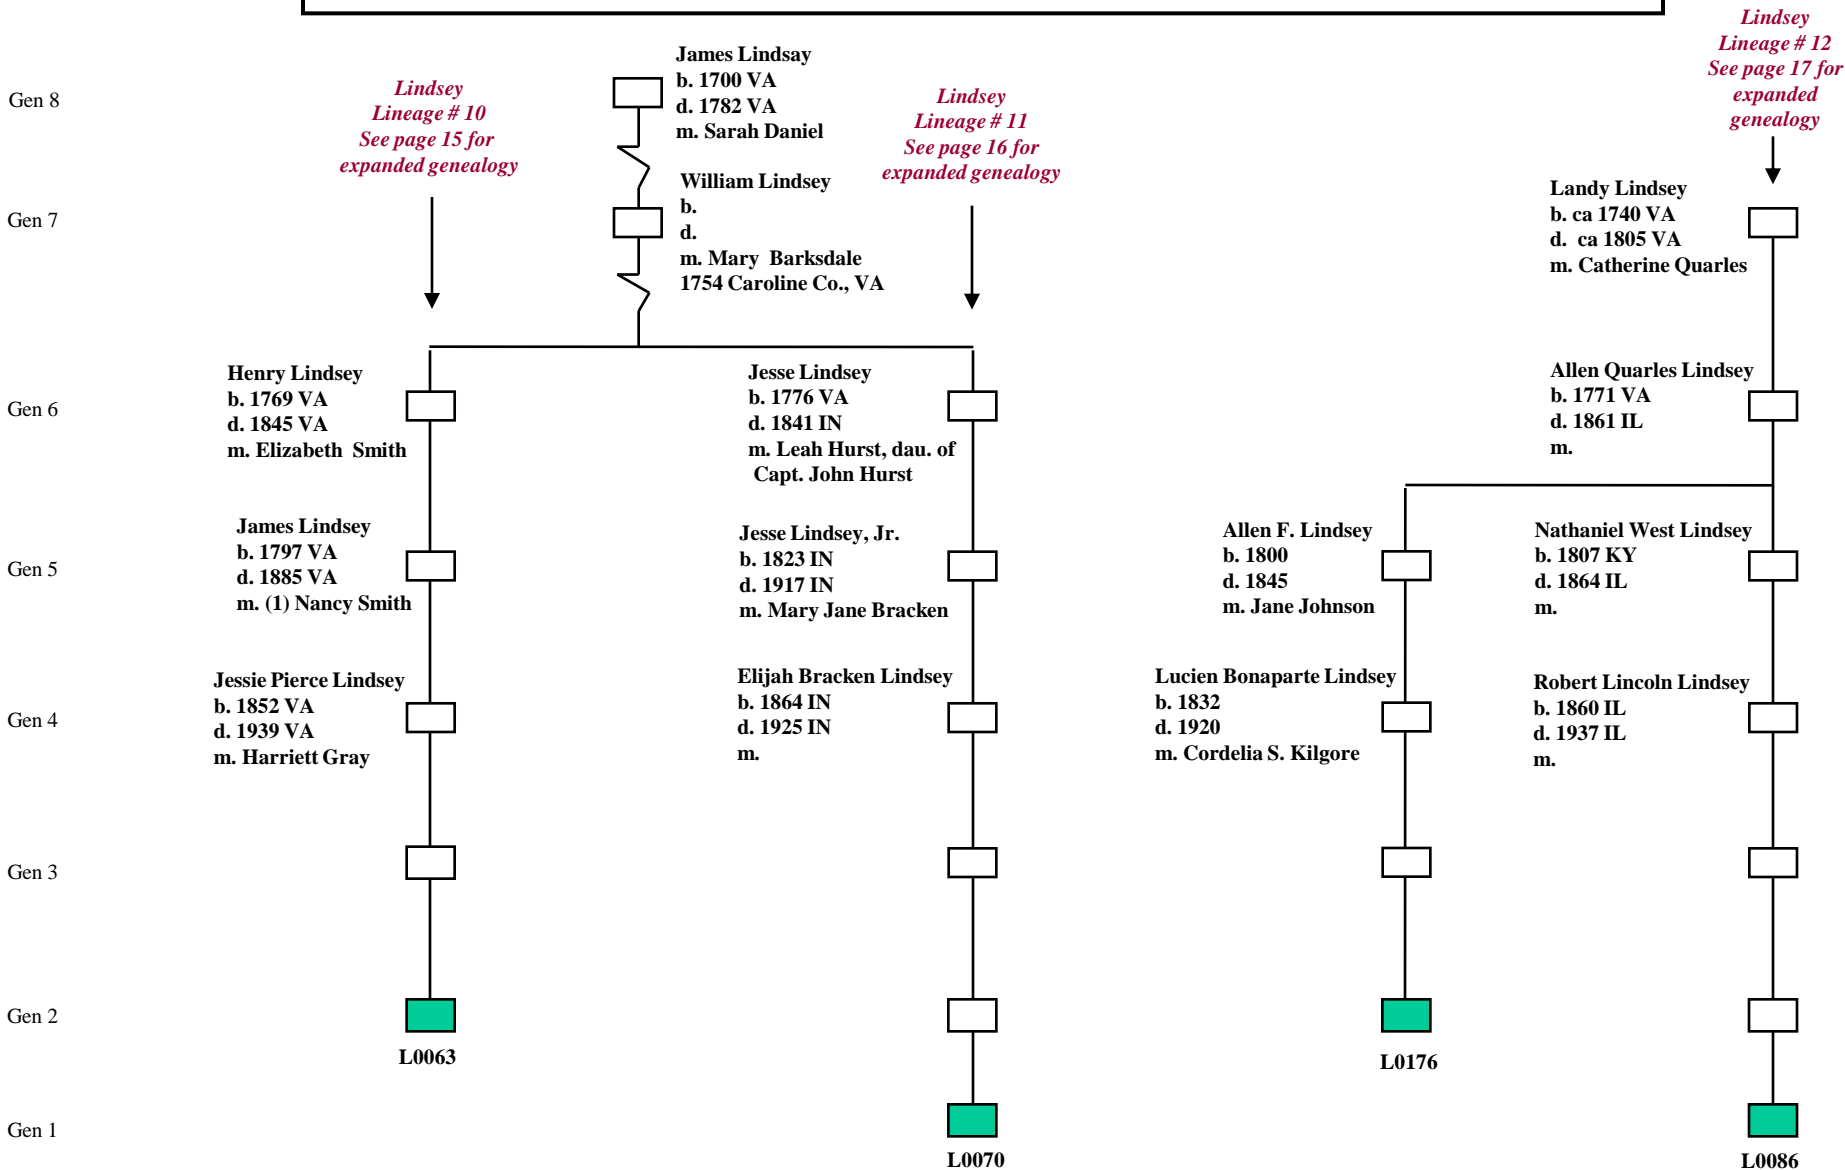 Lindsey
Lineage # 12
See page 17 for
expanded
genealogy
Gen 8
Lindsey
Lineage # 10
See page 15 for
expanded genealogy
James Lindsay
b. 1700 VA
d. 1782 VA
m. Sarah Daniel
Lindsey
Lineage # 11
See page 16 for
expanded genealogy
Gen 7
William Lindsey
b.
d.
m. Mary Barksdale
1754 Caroline Co., VA
Landy Lindsey
b. ca 1740 VA
d. ca 1805 VA
m. Catherine Quarles
Gen 6
Henry Lindsey
b. 1769 VA
d. 1845 VA
m. Elizabeth Smith
Jesse Lindsey
b. 1776 VA
d. 1841 IN
m. Leah Hurst, dau. of
Capt. John Hurst
Allen Quarles Lindsey
b. 1771 VA
d. 1861 IL
m.
Gen 5
James Lindsey
b. 1797 VA
d. 1885 VA
m. (1) Nancy Smith
Jesse Lindsey, Jr.
b. 1823 IN
d. 1917 IN
m. Mary Jane Bracken
Allen F. Lindsey
b. 1800
d. 1845
m. Jane Johnson
Nathaniel West Lindsey
b. 1807 KY
d. 1864 IL
m.
Gen 4
Jessie Pierce Lindsey
b. 1852 VA
d. 1939 VA
m. Harriett Gray
Elijah Bracken Lindsey
b. 1864 IN
d. 1925 IN
m.
Lucien Bonaparte Lindsey
b. 1832
d. 1920
m. Cordelia S. Kilgore
Robert Lincoln Lindsey
b. 1860 IL
d. 1937 IL
m.
Gen 3
Gen 2
L0063
L0176
Gen 1
L0070
L0086